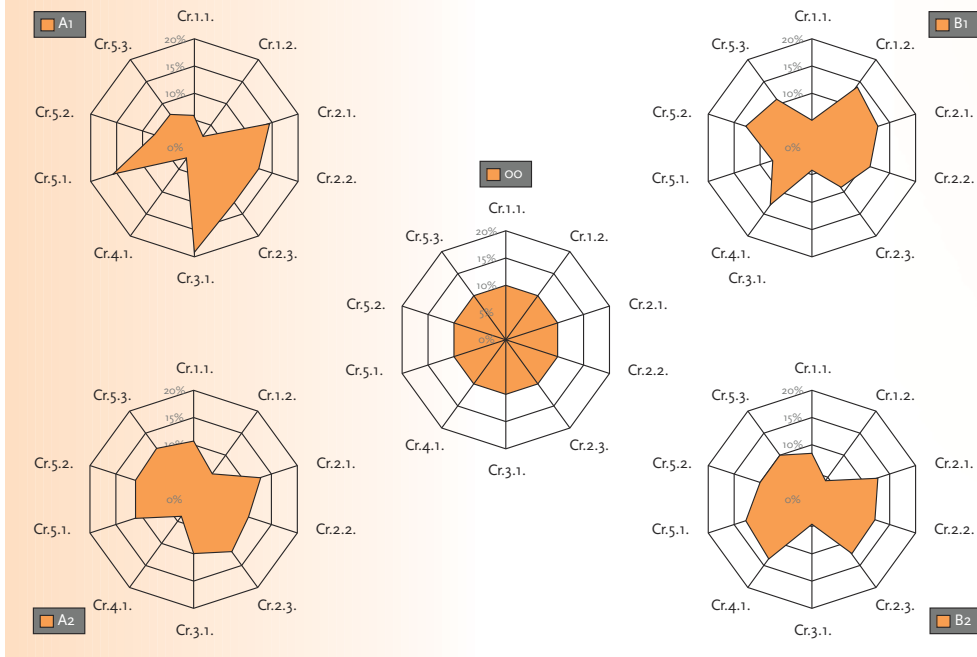 A1
Cr.1.1.
Cr.1.2.
Cr.2.1.
Cr.2.2.
Cr.2.3.
Cr.3.1.
Cr.4.1.
Cr.5.1.
Cr.5.2.
Cr.5.3.
20%
15%
10%
0%
B1
Cr.1.1.
Cr.1.2.
Cr.2.1.
Cr.2.2.
Cr.2.3.
Cr.3.1.
Cr.4.1.
Cr.5.1.
Cr.5.2.
Cr.5.3.
20%
15%
10%
0%
00
Cr.1.1.
Cr.1.2.
Cr.2.1.
Cr.2.2.
Cr.2.3.
Cr.3.1.
Cr.4.1.
Cr.5.1.
Cr.5.2.
Cr.5.3.
20%
15%
10%
5%
0%
Cr.1.1.
Cr.1.2.
Cr.2.1.
Cr.2.2.
Cr.2.3.
Cr.3.1.
Cr.4.1.
Cr.5.1.
Cr.5.2.
Cr.5.3.
20%
15%
10%
0%
A2
Cr.1.1.
Cr.1.2.
Cr.2.1.
Cr.2.2.
Cr.2.3.
Cr.3.1.
Cr.4.1.
Cr.5.1.
Cr.5.2.
Cr.5.3.
20%
15%
10%
0%
B2